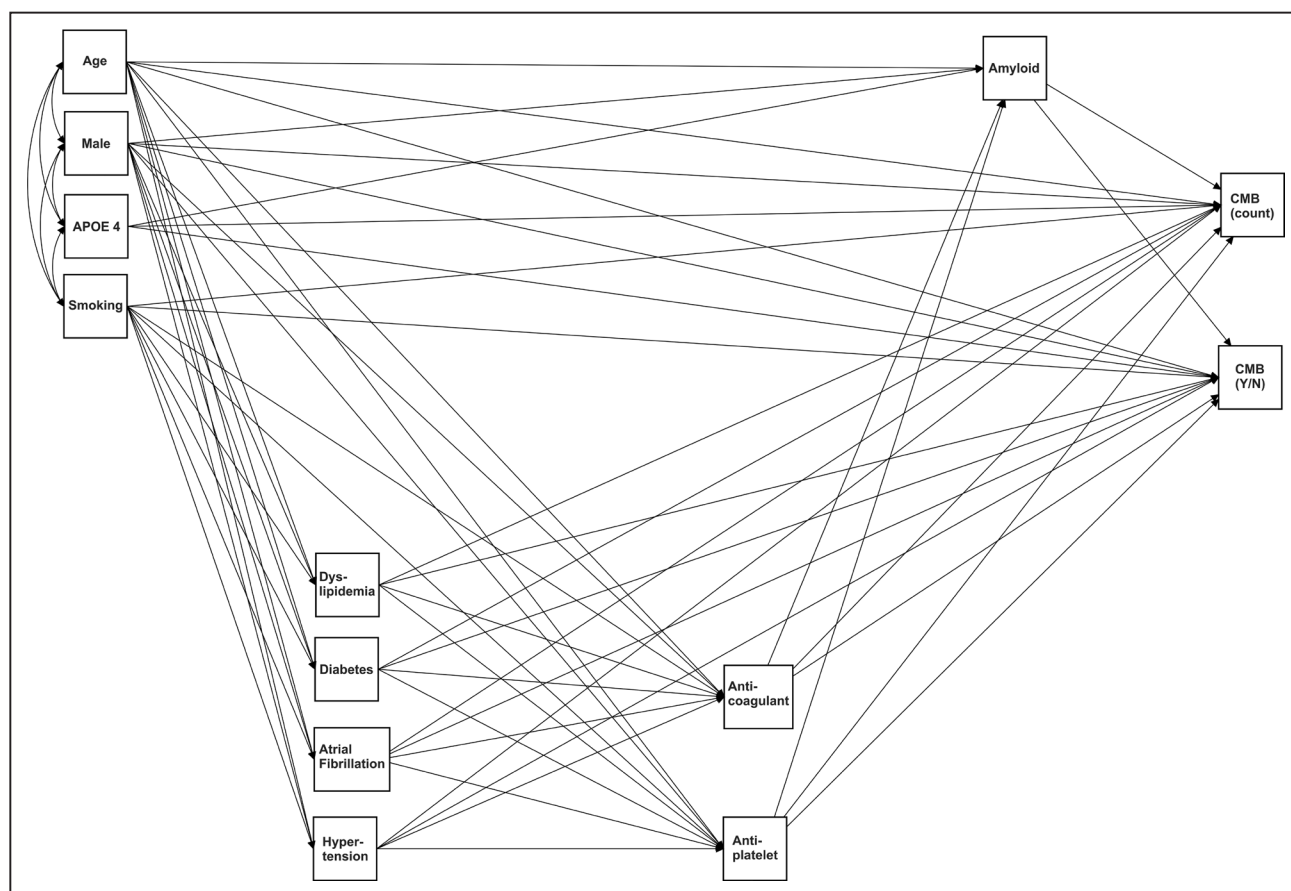 Age
Amyloid
Male
CMB
(count)
APOE 4
Smoking
CMB
(Y/N)
Dys-
lipidemia
Diabetes
Anti-
coagulant
Atrial
Fibrillation
Hyper-
tension
Anti-
platelet